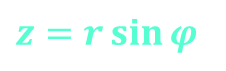 z = r sin φ